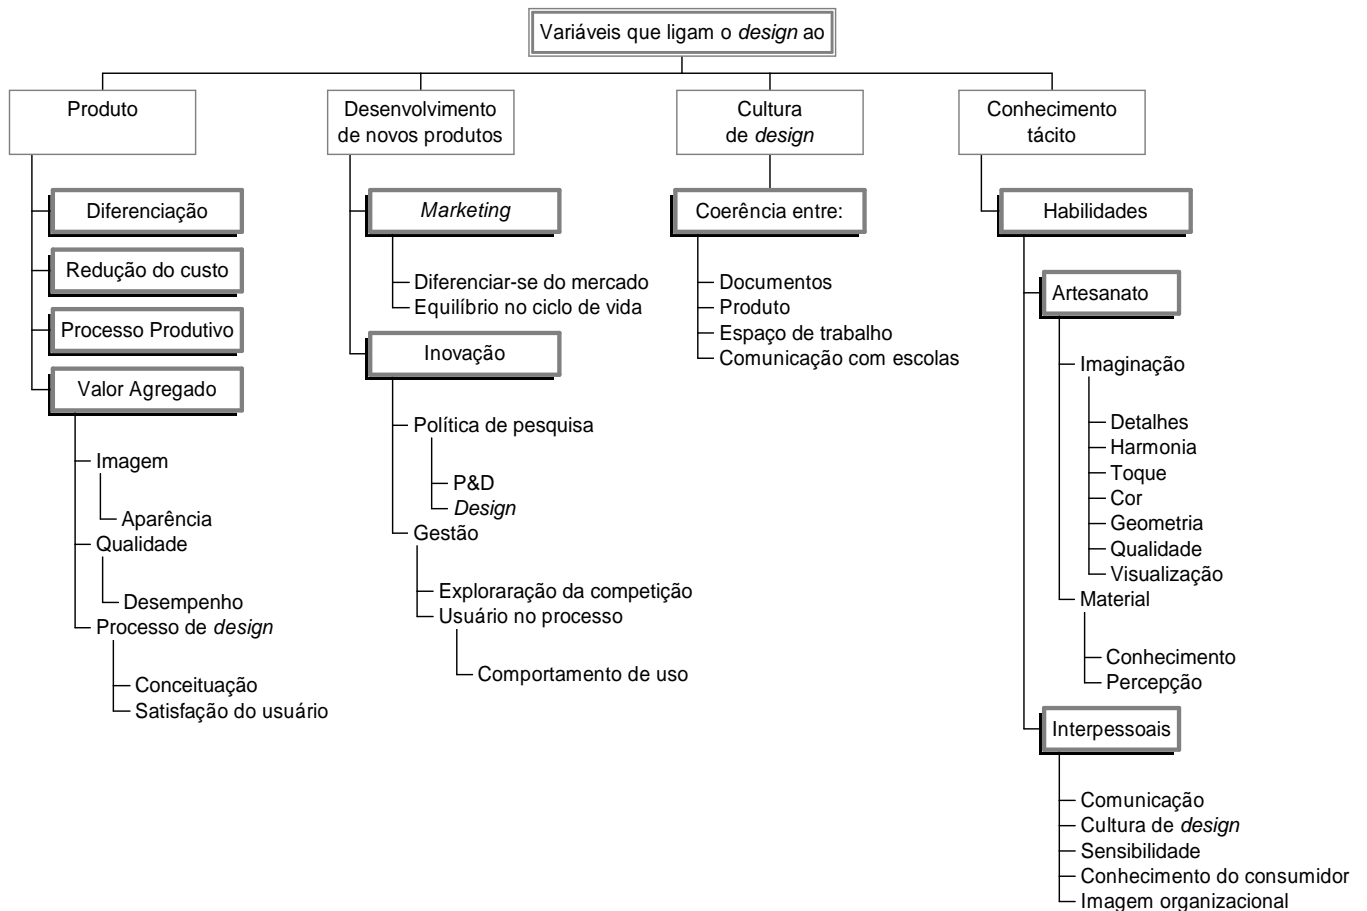 Variáveis que ligam o design ao
Produto
Desenvolvimento
de novos produtos
Cultura
de design
Conhecimento
tácito
Diferenciação
Redução do custo
Processo Produtivo
Valor Agregado
Imagem
Aparência
Qualidade
Desempenho
Processo de design
Conceituação
Satisfação do usuário
Marketing
Diferenciar-se do mercado
Equilíbrio no ciclo de vida
Inovação
Política de pesquisa
P&D
Design
Gestão
Exploraração da competição
Usuário no processo
Comportamento de uso
Coerência entre:
Documentos
Produto
Espaço de trabalho
Comunicação com escolas
Habilidades
Artesanato
Imaginação
Detalhes
Harmonia
Toque
Cor
Geometria
Qualidade
Visualização
Material
Conhecimento
Percepção
Interpessoais
Comunicação
Cultura de design
Sensibilidade
Conhecimento do consumidor
Imagem organizacional